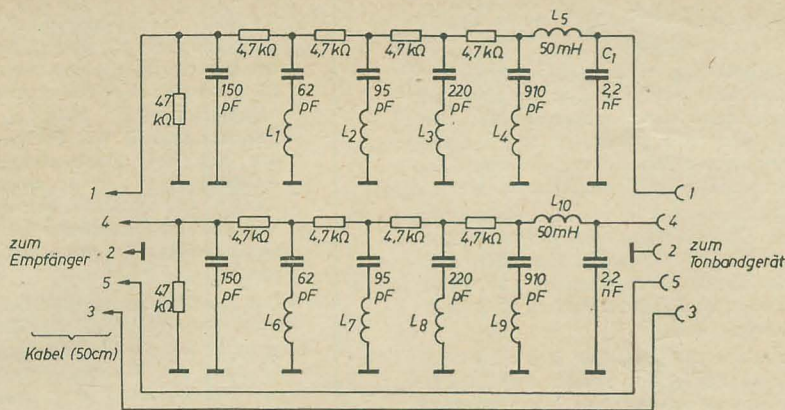 L5
4,7kΩ 4,7kΩ 4,7kΩ 4,7kΩ 50mH C1
47 kΩ
150 pF
62 pF
95 pF
220 pF
910 pF
2,2 nF
L1 L2 L3 L4
1 1
L10
4 4
4,7kΩ 4,7kΩ 4,7kΩ 4,7kΩ 50mH
zum Empfänger
2 2
zum Tonbandgerät
47 kΩ
150 pF
62 pF
95 pF
220 pF
910 pF
2,2 nF
5 5
L6 L7 L8 L9
3 3
Kabel (50cm)